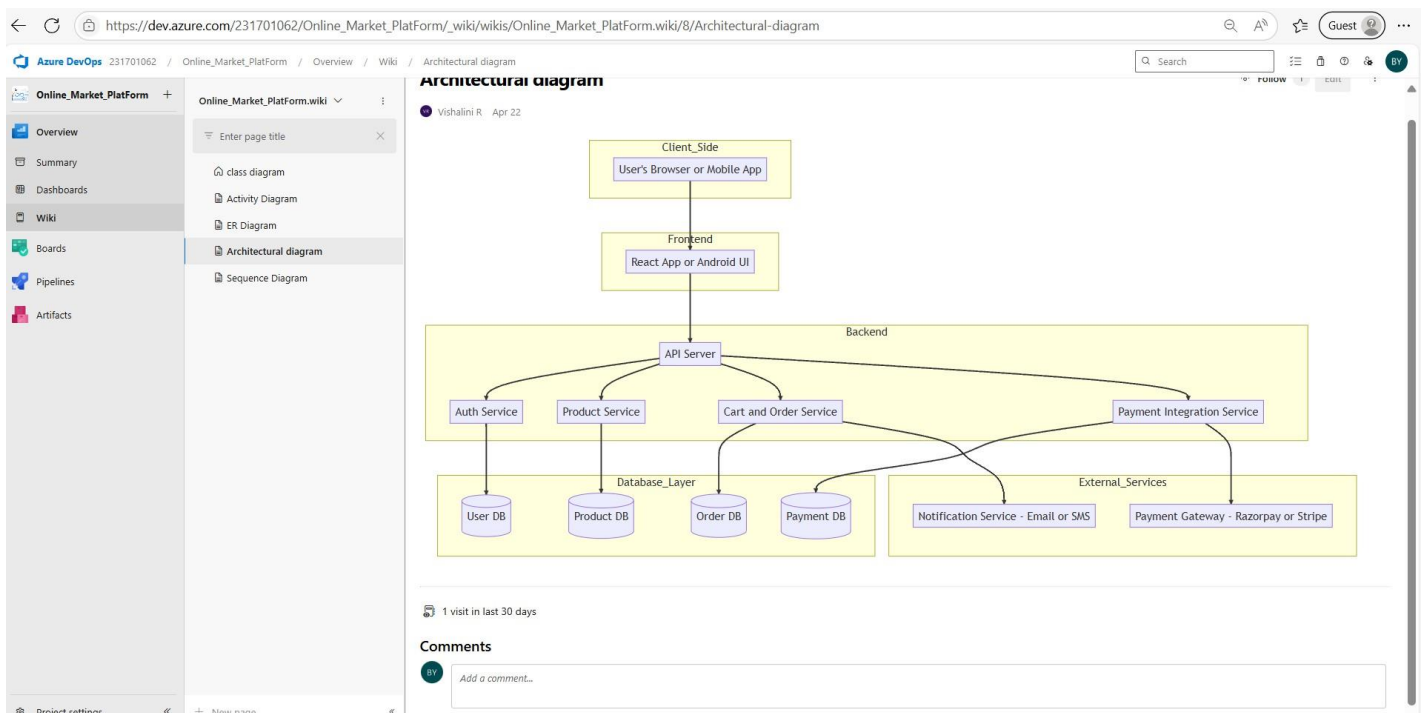 https://dev.azure.com/231701062/Online_Market_PlatForm/_wiki/wikis/Online_Market_PlatForm.wiki/8/Architectural-diagram
Guest
Azure DevOps 231701062 / Online_Market_PlatForm / Overview / Wiki / Architectural diagram
Search
BY
Online_Market_PlatForm
Overview
Summary
Dashboards
Wiki
Boards
Pipelines
Artifacts
Project settings
Online_Market_PlatForm.wiki
Enter page title
class diagram
Activity Diagram
ER Diagram
Architectural diagram
Sequence Diagram
New page
Architectural diagram
Follow 1 Edit
Vishalini R Apr 22
Client_Side
User's Browser or Mobile App
Frontend
React App or Android UI
Backend
API Server
Auth Service Product Service Cart and Order Service Payment Integration Service
Database_Layer External_Services
User DB Product DB Order DB Payment DB Notification Service - Email or SMS Payment Gateway - Razorpay or Stripe
1 visit in last 30 days
Comments
BY
Add a comment...